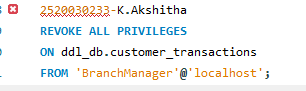 2520030233-K.Akshitha
REVOKE ALL PRIVILEGES
ON ddl_db.customer_transactions
FROM 'BranchManager'@'localhost';